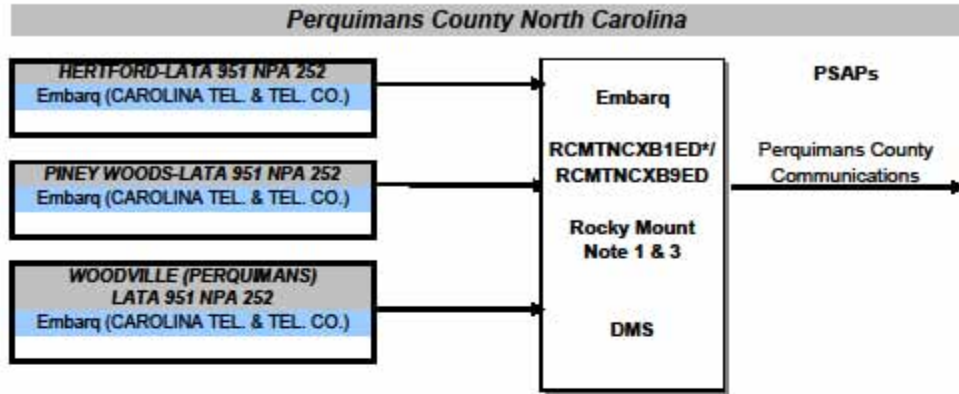 Perquimans County North Carolina
HERTFORD-LATA 951 NPA 252
Embarq (CAROLINA TEL. & TEL. CO.)
PINEY WOODS-LATA 951 NPA 252
Embarq (CAROLINA TEL. & TEL. CO.)
WOODVILLE (PERQUIMANS)
LATA 951 NPA 252
Embarq (CAROLINA TEL. & TEL. CO.)
Embarq
RCMTNCXB1ED*/
RCMTNCXB9ED
Rocky Mount
Note 1 & 3
DMS
PSAPs
Perquimans County
Communications